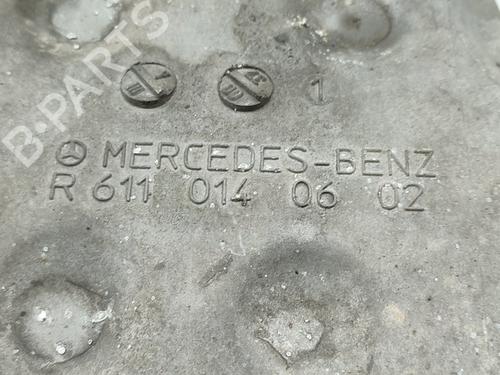 B-PARTS
1
MERCEDES-BENZ
R 611 014 06 02